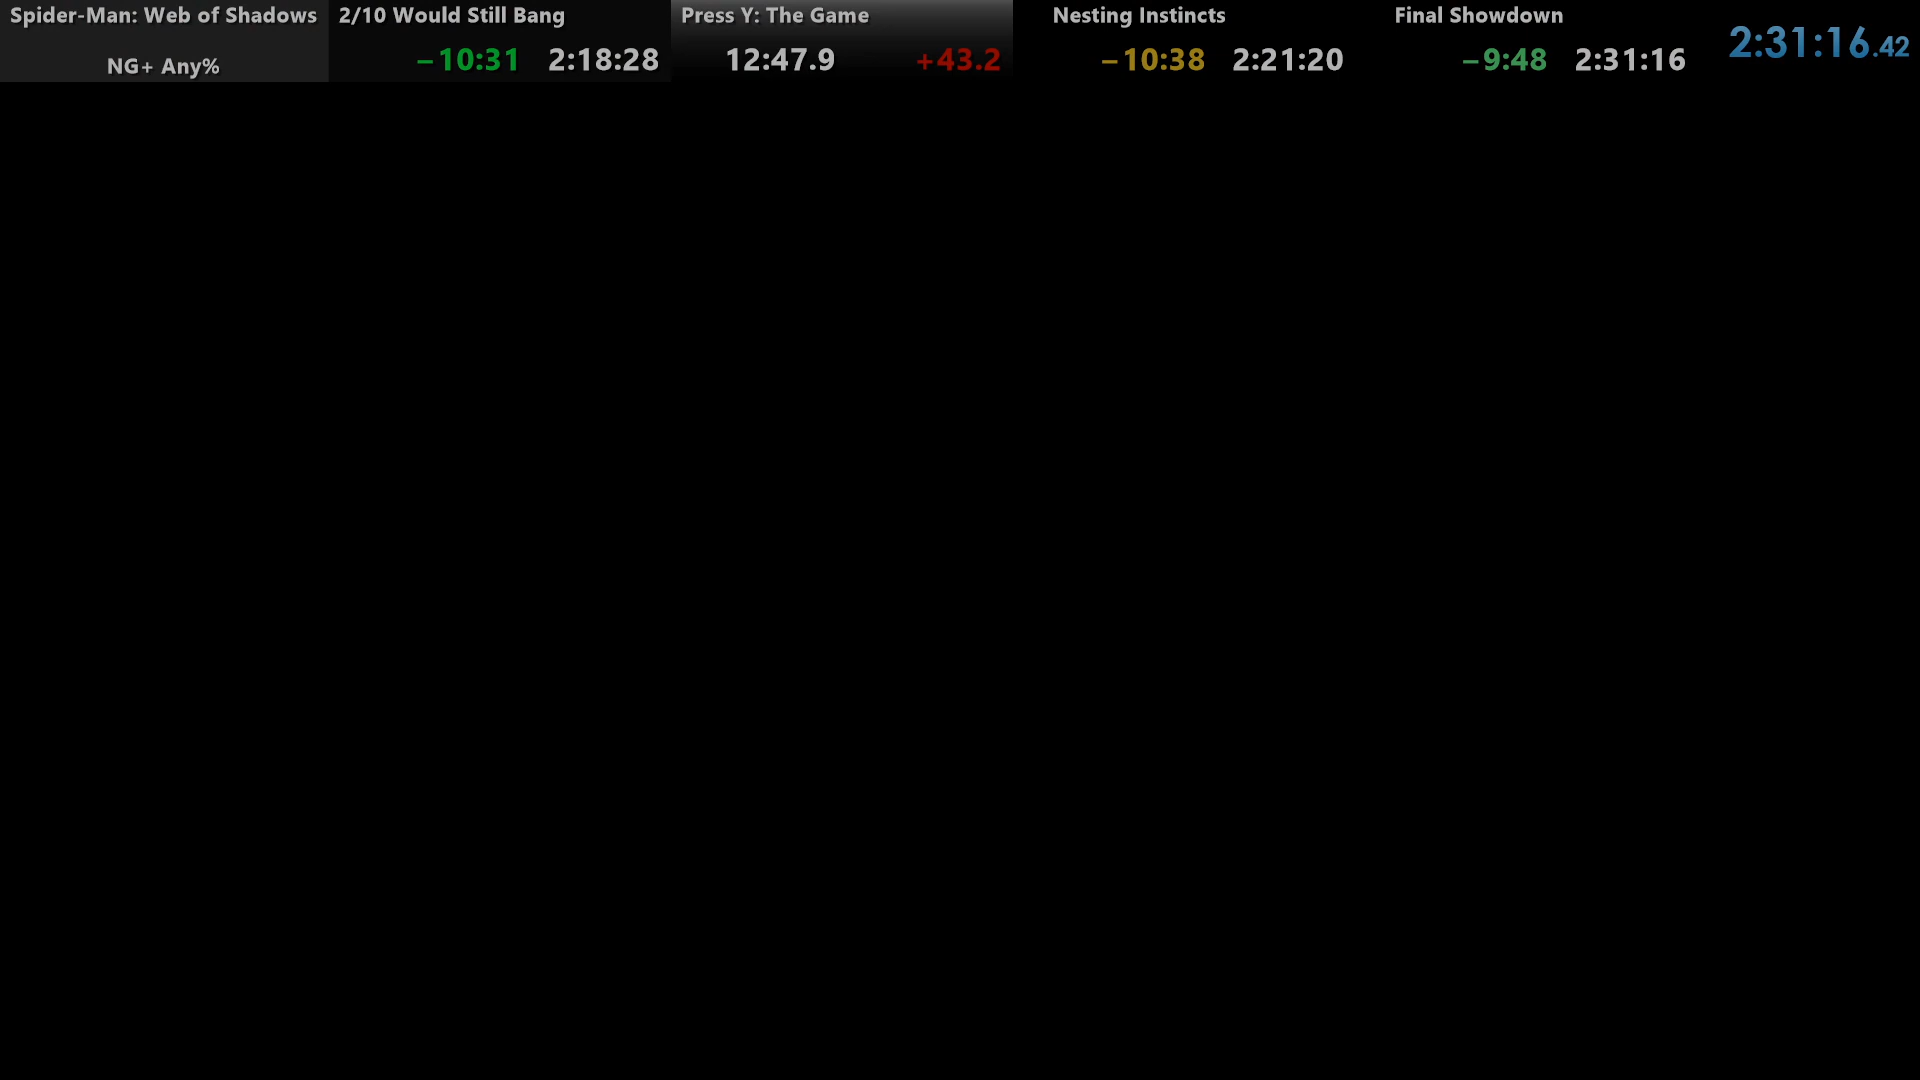 Spider-Man: Web of Shadows
NG+ Any%
2/10 Would Still Bang
−10:31 2:18:28
Press Y: The Game
12:47.9 +43.2
Nesting Instincts
−10:38 2:21:20
Final Showdown
−9:48 2:31:16
2:31:16.42